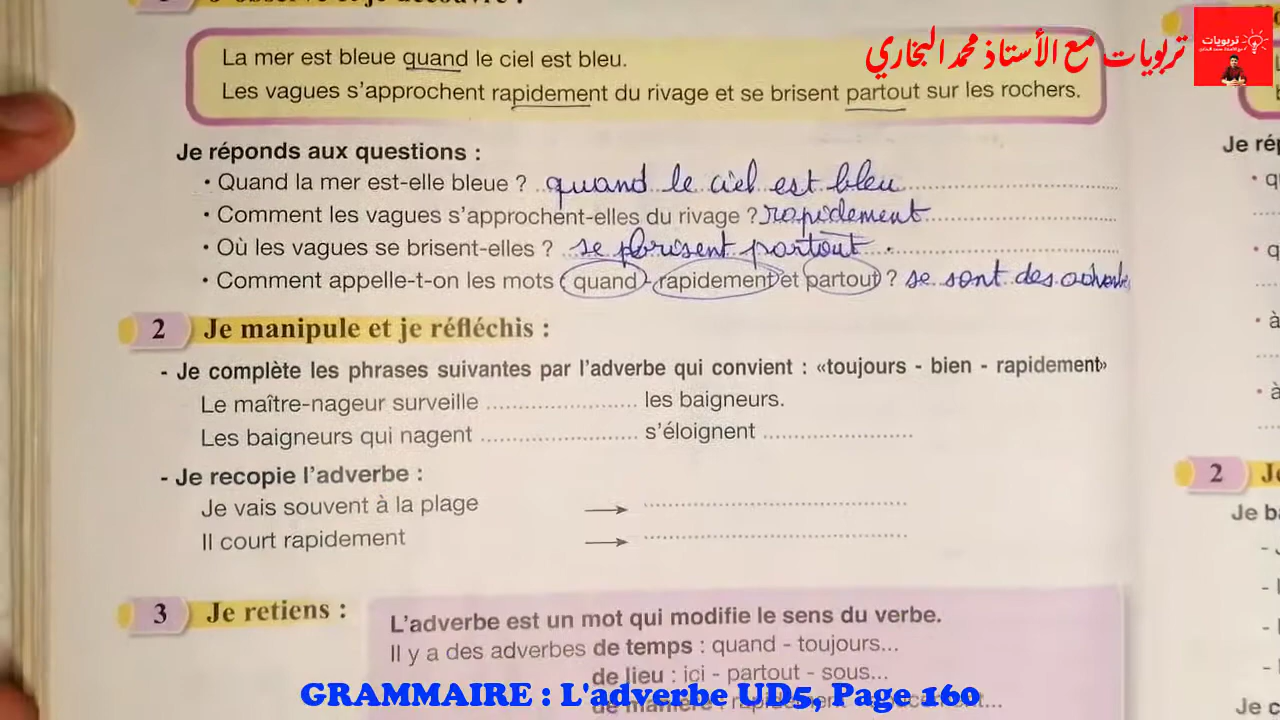 تربويات مع الأستاذ محمد البخاري
تربويات
La mer est bleue quand le ciel est bleu.
Les vagues s'approchent rapidement du rivage et se brisent partout sur les rochers.
Je réponds aux questions :
• Quand la mer est-elle bleue ? quand le ciel est bleu
• Comment les vagues s'approchent-elles du rivage ? rapidement
• Où les vagues se brisent-elles ? se brisent partout
• Comment appelle-t-on les mots quand - rapidement et partout ? se sont des adverbe
2 Je manipule et je réfléchis :
- Je complète les phrases suivantes par l'adverbe qui convient : «toujours - bien - rapidement»
Le maître-nageur surveille .......................... les baigneurs.
Les baigneurs qui nagent .......................... s'éloignent ..........................
- Je recopie l'adverbe :
Je vais souvent à la plage → ..........................
Il court rapidement → ..........................
3 Je retiens :
L'adverbe est un mot qui modifie le sens du verbe.
Il y a des adverbes de temps : quand - toujours...
de lieu : ici - partout - sous...
GRAMMAIRE : L'adverbe UD5, Page 160
Je ré
2
Je b
Je c